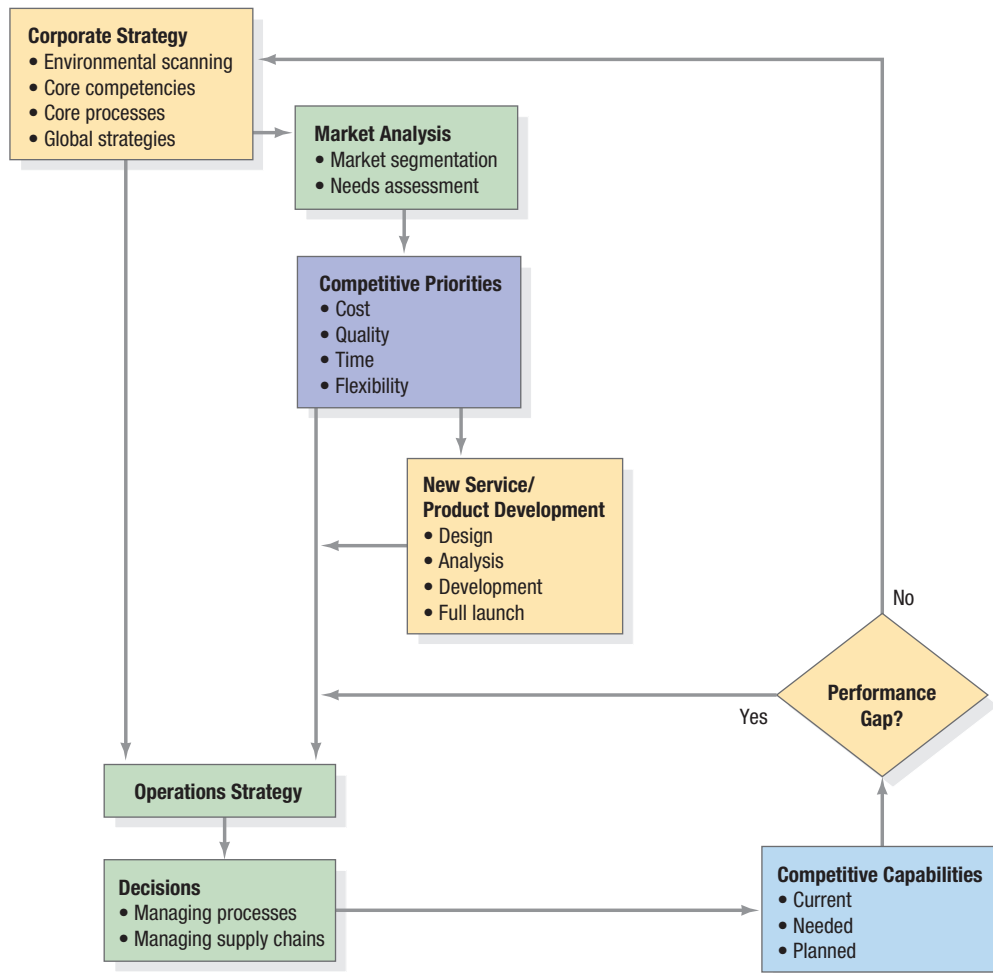 Corporate Strategy
• Environmental scanning
• Core competencies
• Core processes
• Global strategies
Market Analysis
• Market segmentation
• Needs assessment
Competitive Priorities
• Cost
• Quality
• Time
• Flexibility
New Service/
Product Development
• Design
• Analysis
• Development
• Full launch
No
Performance
Gap?
Yes
Operations Strategy
Decisions
• Managing processes
• Managing supply chains
Competitive Capabilities
• Current
• Needed
• Planned